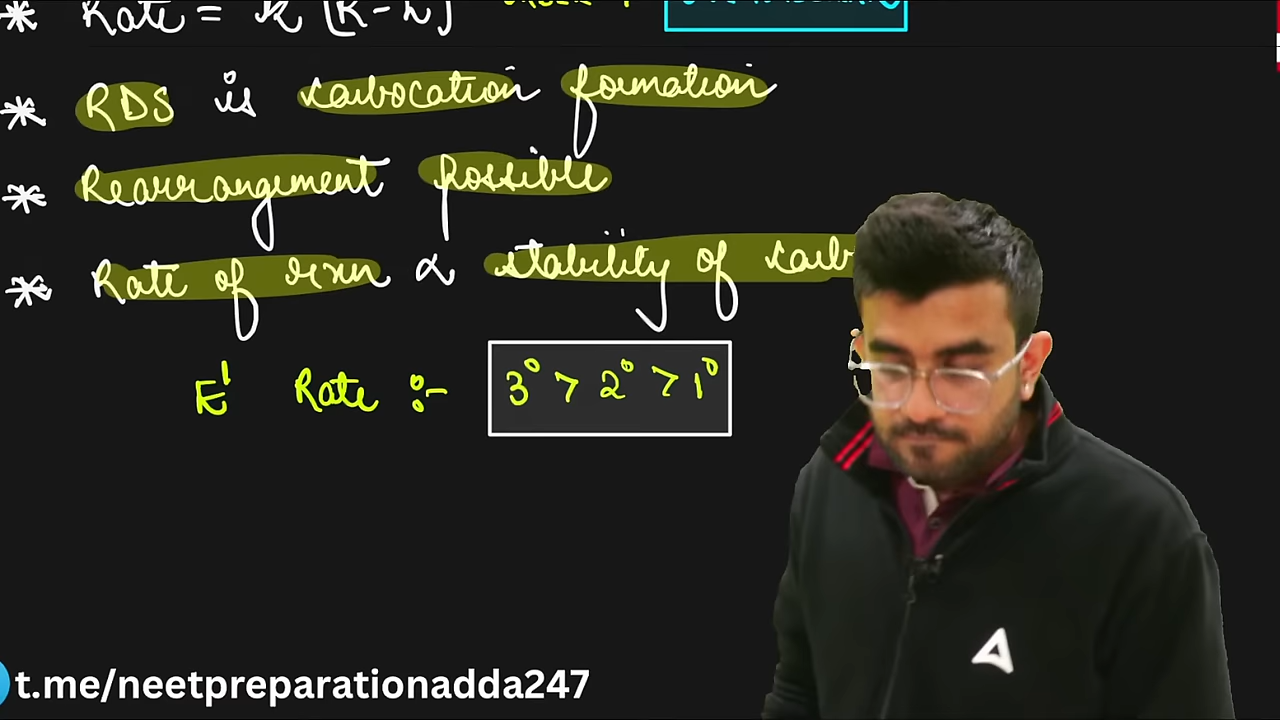 * Rate = k [R-L]
* RDS is carbocation formation
* Rearrangement possible
* Rate of rixn ∝ stability of carb
E¹ Rate :- 3° > 2° > 1°
t.me/neetpreparationadda247